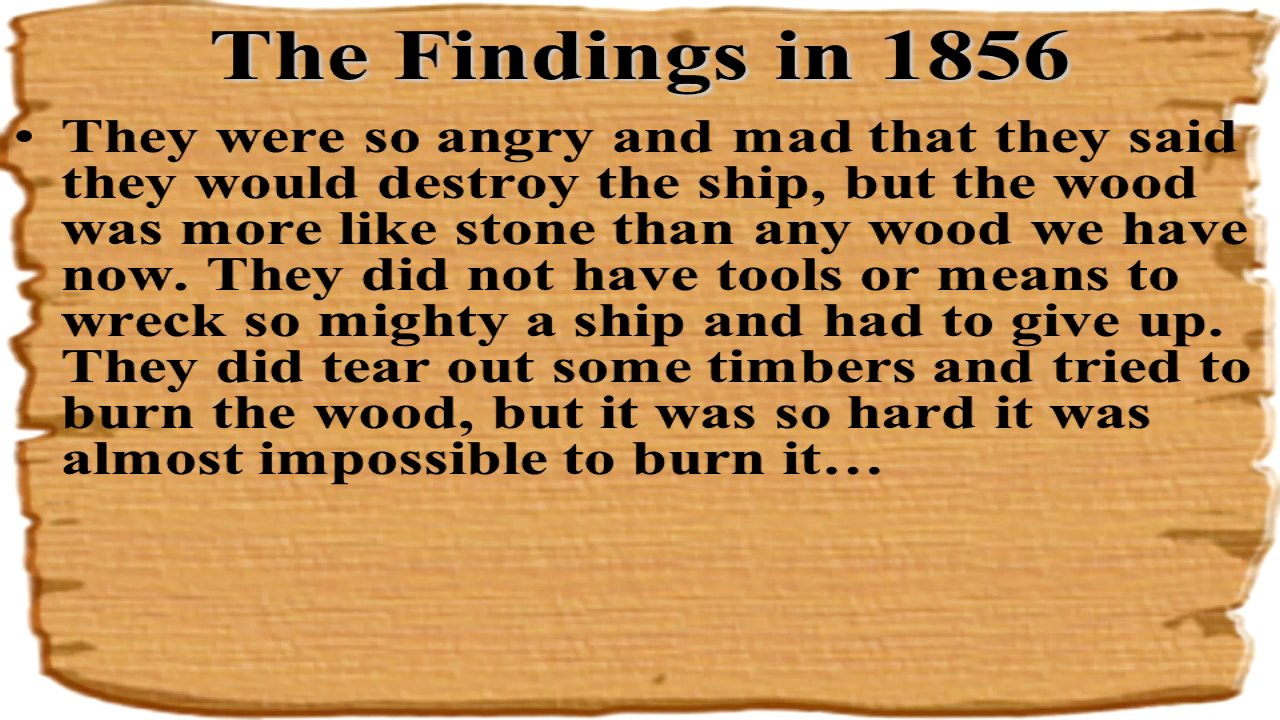 The Findings in 1856
• They were so angry and mad that they said
they would destroy the ship, but the wood
was more like stone than any wood we have
now. They did not have tools or means to
wreck so mighty a ship and had to give up.
They did tear out some timbers and tried to
burn the wood, but it was so hard it was
almost impossible to burn it…